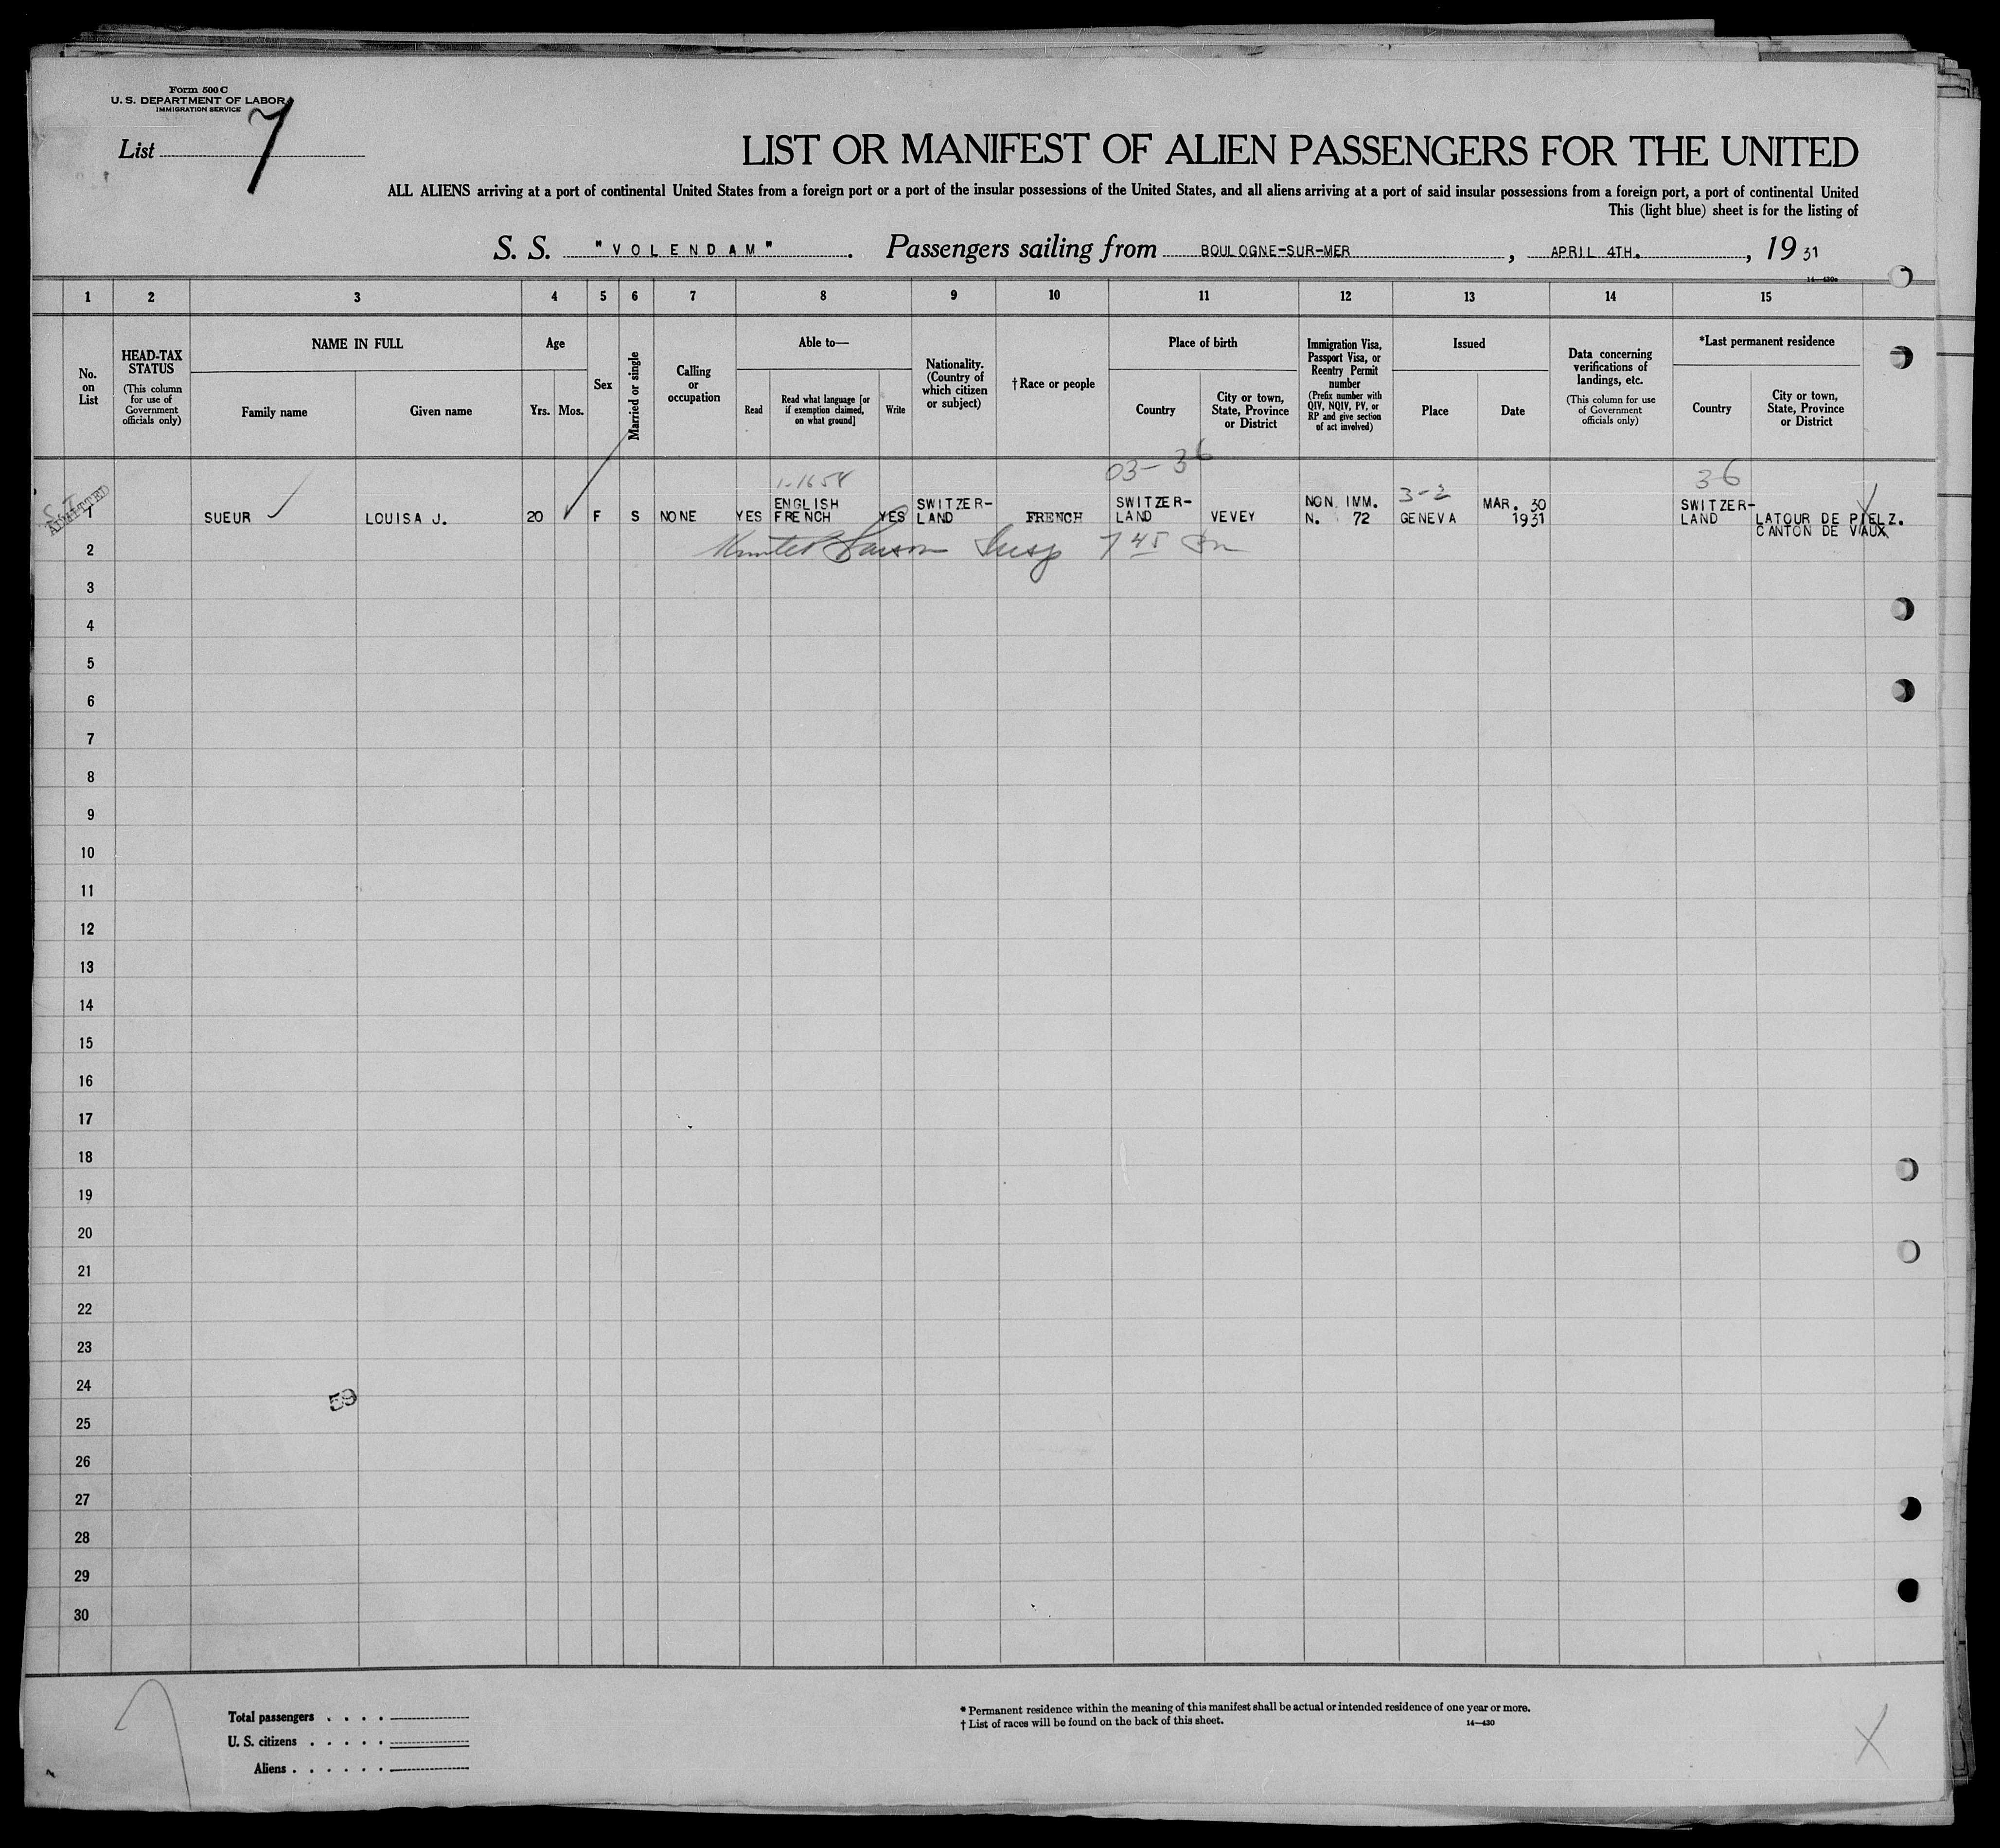 Form 500 C
U. S. DEPARTMENT OF LABOR
IMMIGRATION SERVICE
List 7
LIST OR MANIFEST OF ALIEN PASSENGERS FOR THE UNITED
ALL ALIENS arriving at a port of continental United States from a foreign port or a port of the insular possessions of the United States, and all aliens arriving at a port of said insular possessions from a foreign port, a port of continental United
This (light blue) sheet is for the listing of
S. S. "VOLENDAM". Passengers sailing from BOULOGNE-SUR-MER, APRIL 4TH., 19 31
14—430a
1 2 3 4 5 6 7 8 9 10 11 12 13 14 15
No. on List
HEAD-TAX STATUS
(This column for use of Government officials only)
NAME IN FULL
Family name
Given name
Age
Yrs. Mos.
Sex
Married or single
Calling or occupation
Able to—
Read
Read what language [or if exemption claimed, on what ground]
Write
Nationality. (Country of which citizen or subject)
† Race or people
Place of birth
Country
City or town, State, Province or District
Immigration Visa, Passport Visa, or Reentry Permit number
(Prefix number with QIV, NQIV, PV, or RP and give section of act involved)
Issued
Place
Date
Data concerning verifications of landings, etc.
(This column for use of Government officials only)
*Last permanent residence
Country
City or town, State, Province or District
03-36
36
1-1658
3-2
ADMITTED
1 SUEUR LOUISA J. 20 F S NONE YES ENGLISH FRENCH YES SWITZER-LAND FRENCH SWITZER-LAND VEVEY NON. IMM. N. 72 GENEVA MAR. 30 1931 SWITZER-LAND LATOUR DE PIELZ. CANTON DE VAUX
Larson Insp 7 45
2
3
4
5
6
7
8
9
10
11
12
13
14
15
16
17
18
19
20
21
22
23
24
59
25
26
27
28
29
30
Total passengers . . . .
U. S. citizens . . . . .
Aliens . . . . . .
* Permanent residence within the meaning of this manifest shall be actual or intended residence of one year or more.
† List of races will be found on the back of this sheet.
14—430
X